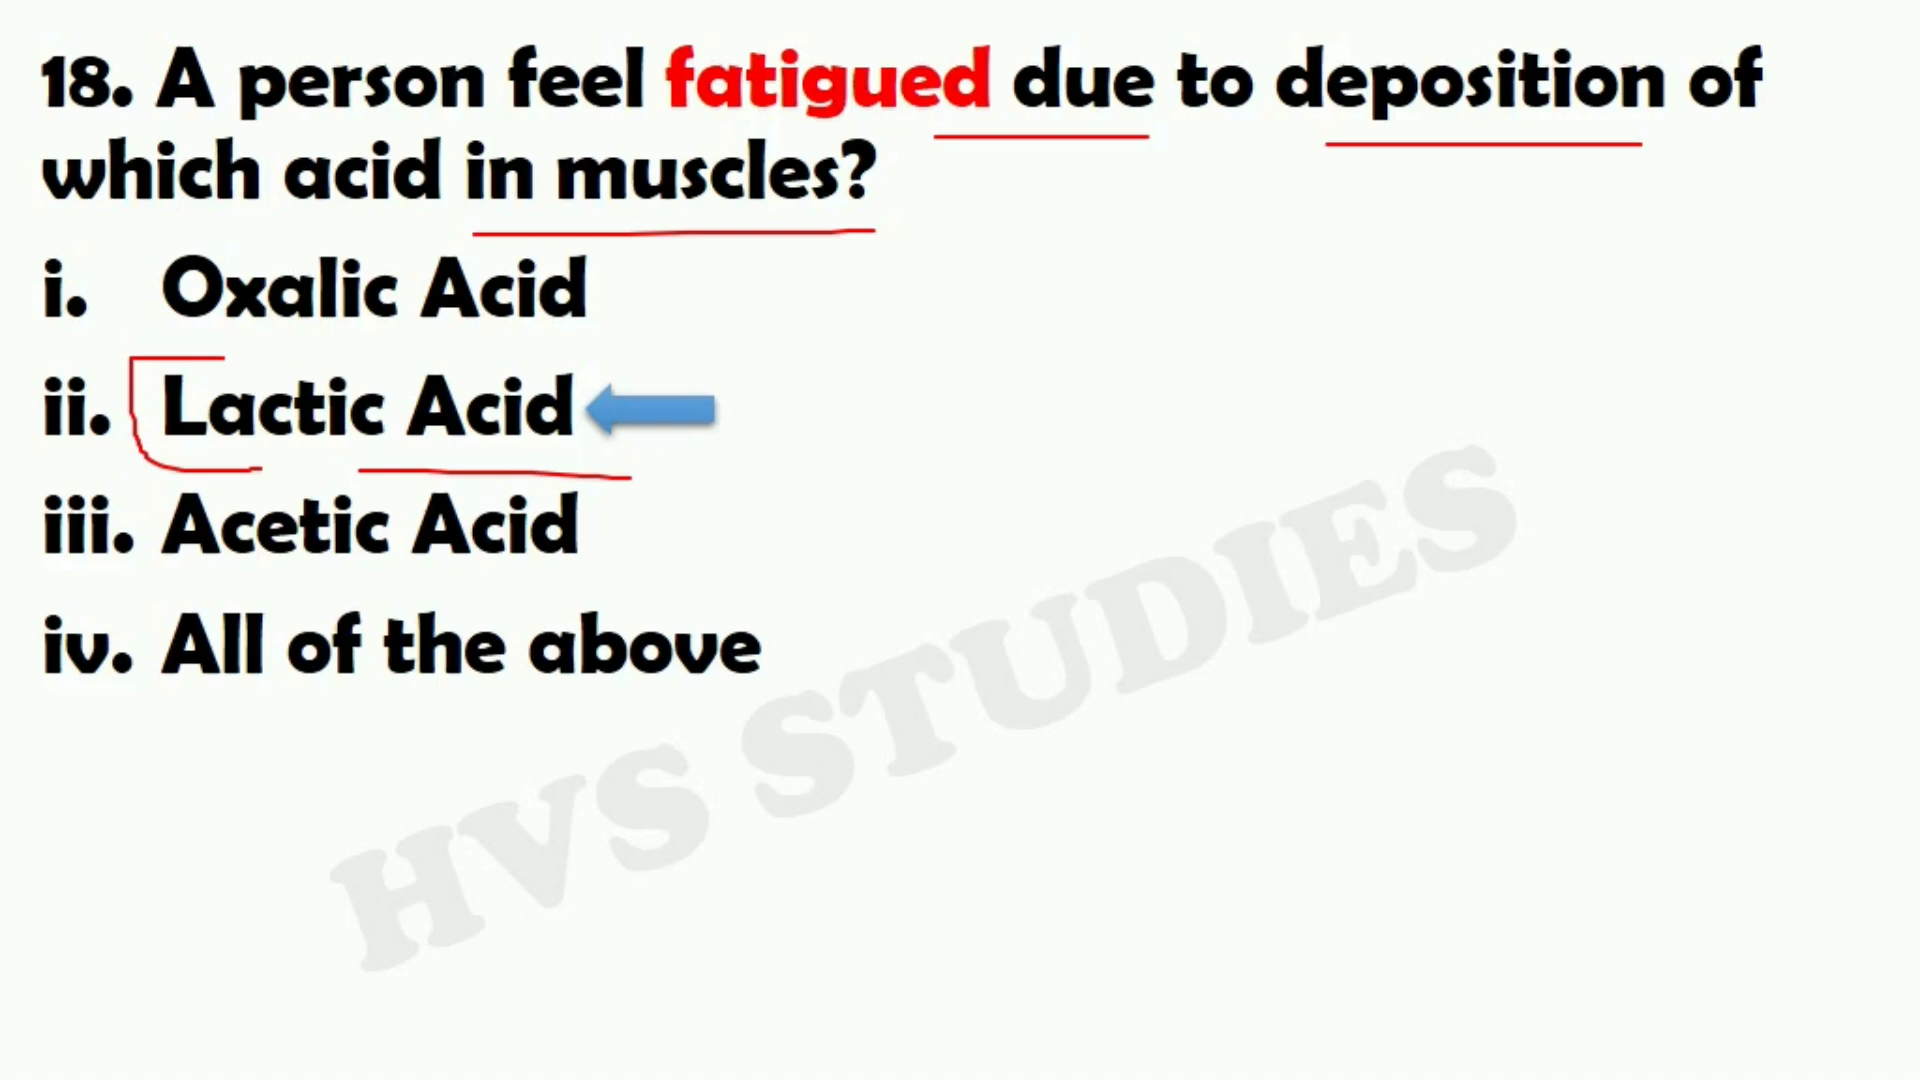 18. A person feel fatigued due to deposition of
which acid in muscles?
i. Oxalic Acid
ii. Lactic Acid
iii. Acetic Acid
iv. All of the above
HVS STUDIES